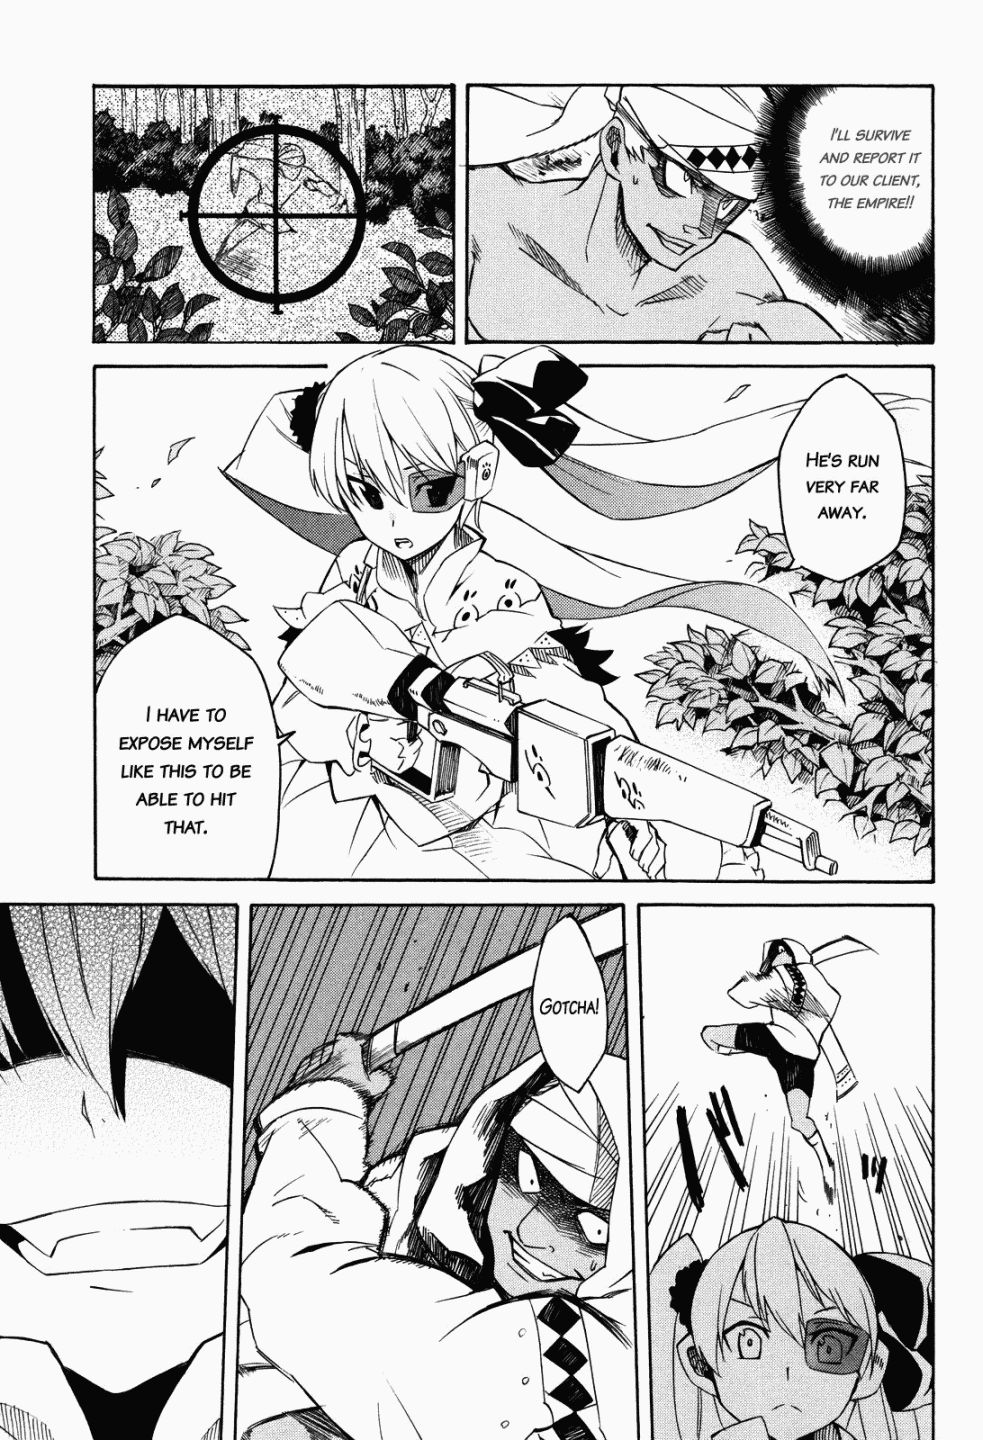 I'LL SURVIVE
AND REPORT IT
TO OUR CLIENT,
THE EMPIRE!!
HE'S RUN
VERY FAR
AWAY.
I HAVE TO
EXPOSE MYSELF
LIKE THIS TO BE
ABLE TO HIT
THAT.
GOTCHA!